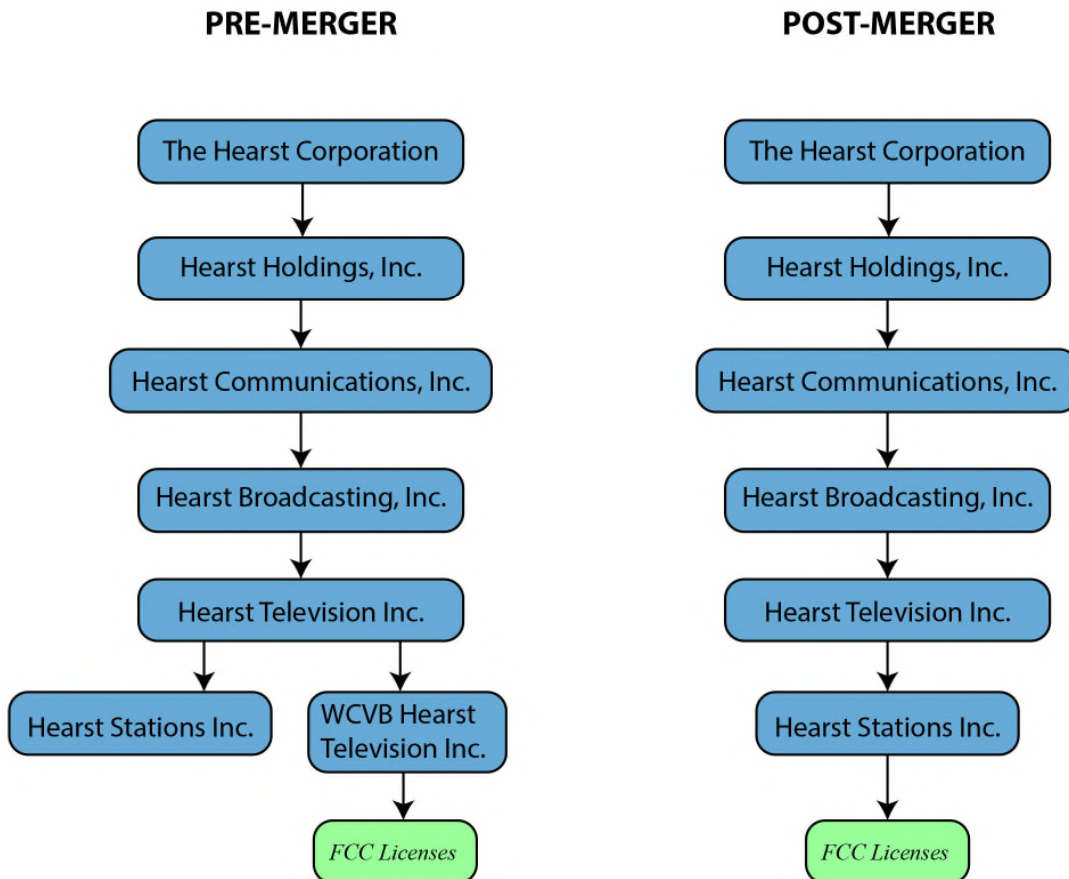 PRE-MERGER
The Hearst Corporation
Hearst Holdings, Inc.
Hearst Communications, Inc.
Hearst Broadcasting, Inc.
Hearst Television Inc.
Hearst Stations Inc.
WCVB Hearst
Television Inc.
FCC Licenses
POST-MERGER
The Hearst Corporation
Hearst Holdings, Inc.
Hearst Communications, Inc.
Hearst Broadcasting, Inc.
Hearst Television Inc.
Hearst Stations Inc.
FCC Licenses